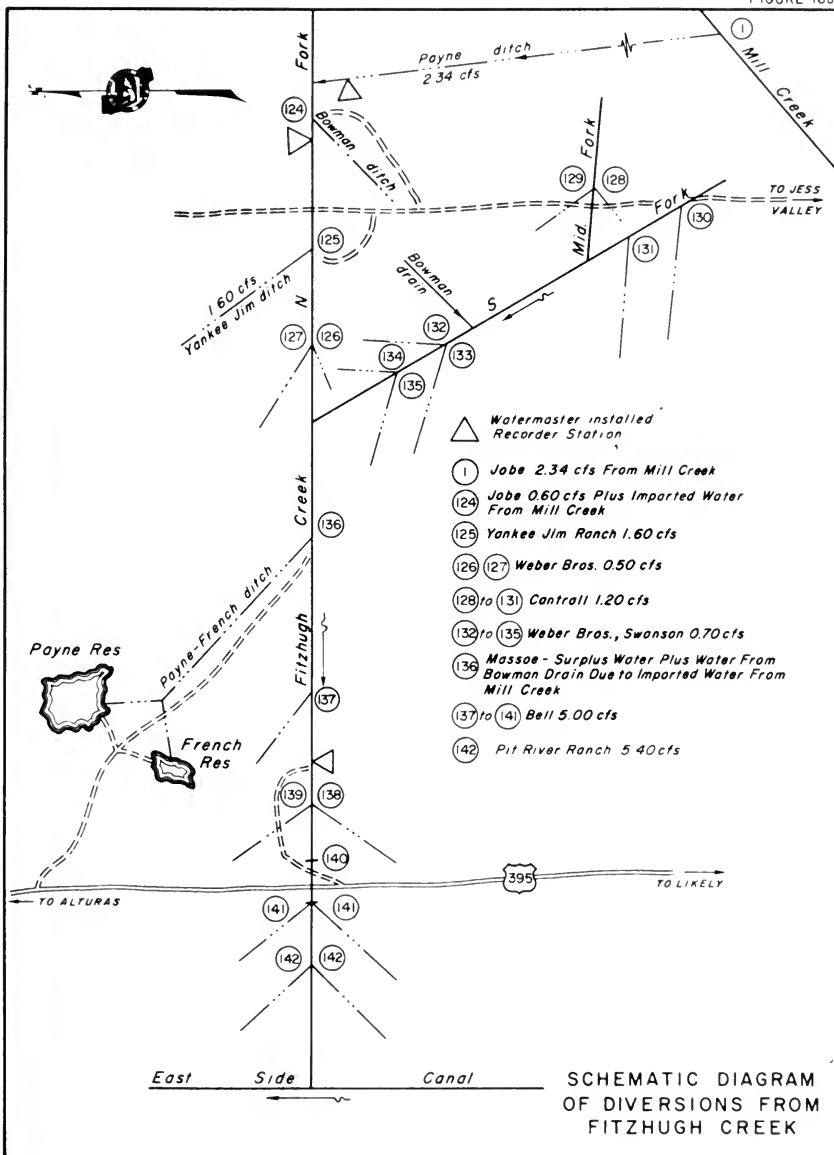 FIGURE
Payne ditch
2.34 cfs
1
Mill Creek
Fork
124
Bowman ditch
Fork
129
128
TO JESS
VALLEY
Fork
130
125
131
Mid.
1.60 cfs
Yankee Jim ditch
N
Bowman
drain
S
127
126
132
133
134
135
Watermaster installed
Recorder Station
1 Jobe 2.34 cfs From Mill Creek
124 Jobe 0.60 cfs Plus Imported Water
From Mill Creek
125 Yankee Jim Ranch 1.60 cfs
126 127 Weber Bros. 0.50 cfs
128 to 131 Cantrall 1.20 cfs
132 to 135 Weber Bros., Swanson 0.70 cfs
136 Massae - Surplus Water Plus Water From
Bowman Drain Due to Imported Water From
Mill Creek
137 to 141 Bell 5.00 cfs
142 Pit River Ranch 5.40 cfs
Creek
136
Payne-French ditch
Payne Res
Fitzhugh
137
French
Res
139
138
140
395
TO LIKELY
TO ALTURAS
141
141
142
142
East Side Canal
SCHEMATIC DIAGRAM
OF DIVERSIONS FROM
FITZHUGH CREEK